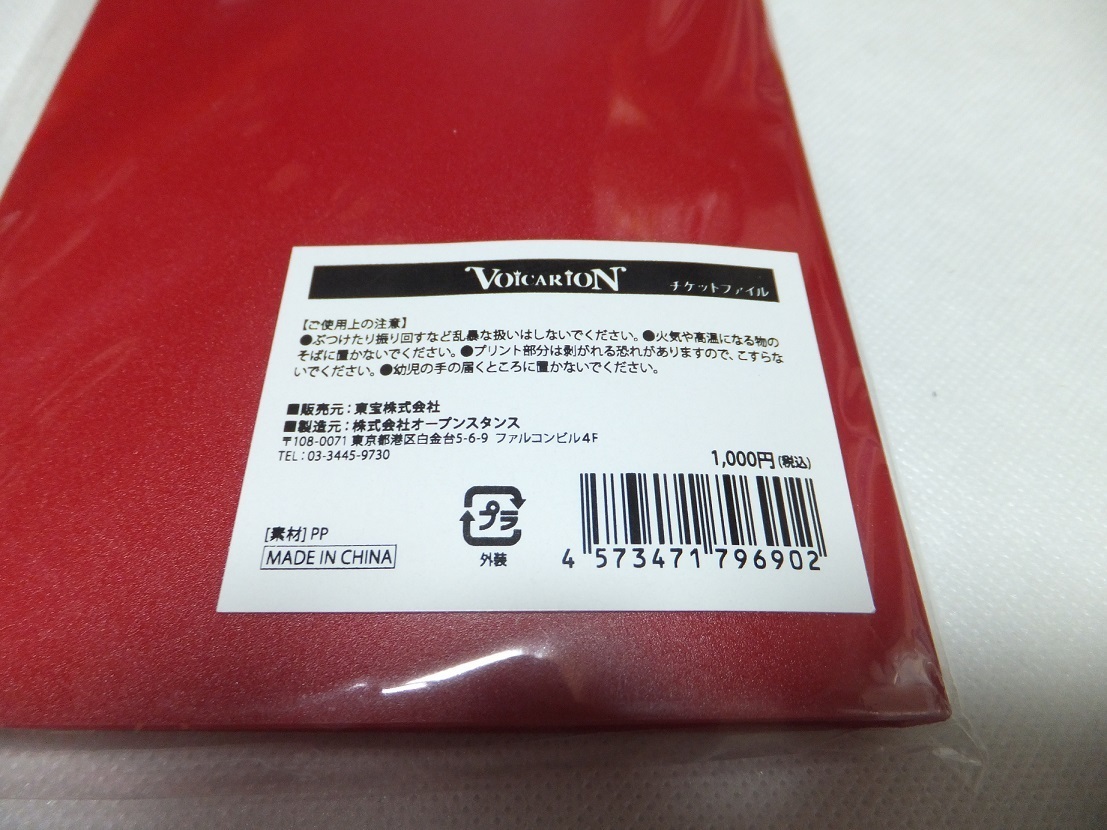 VOICARION チケットファイル
【ご使用上の注意】
●ぶつけたり振り回すなど乱暴な扱いはしないでください。●火気や高温になる物の
そばに置かないでください。●プリント部分は剝がれる恐れがありますので、こすらな
いでください。●幼児の手の届くところに置かないでください。
■販売元:東宝株式会社
■製造元:株式会社オープンスタンス
〒108-0071 東京都港区白金台5-6-9 ファルコンビル4F
TEL:03-3445-9730
1,000円(税込)
[素材] PP
MADE IN CHINA
プラ
外装
4 573471 796902